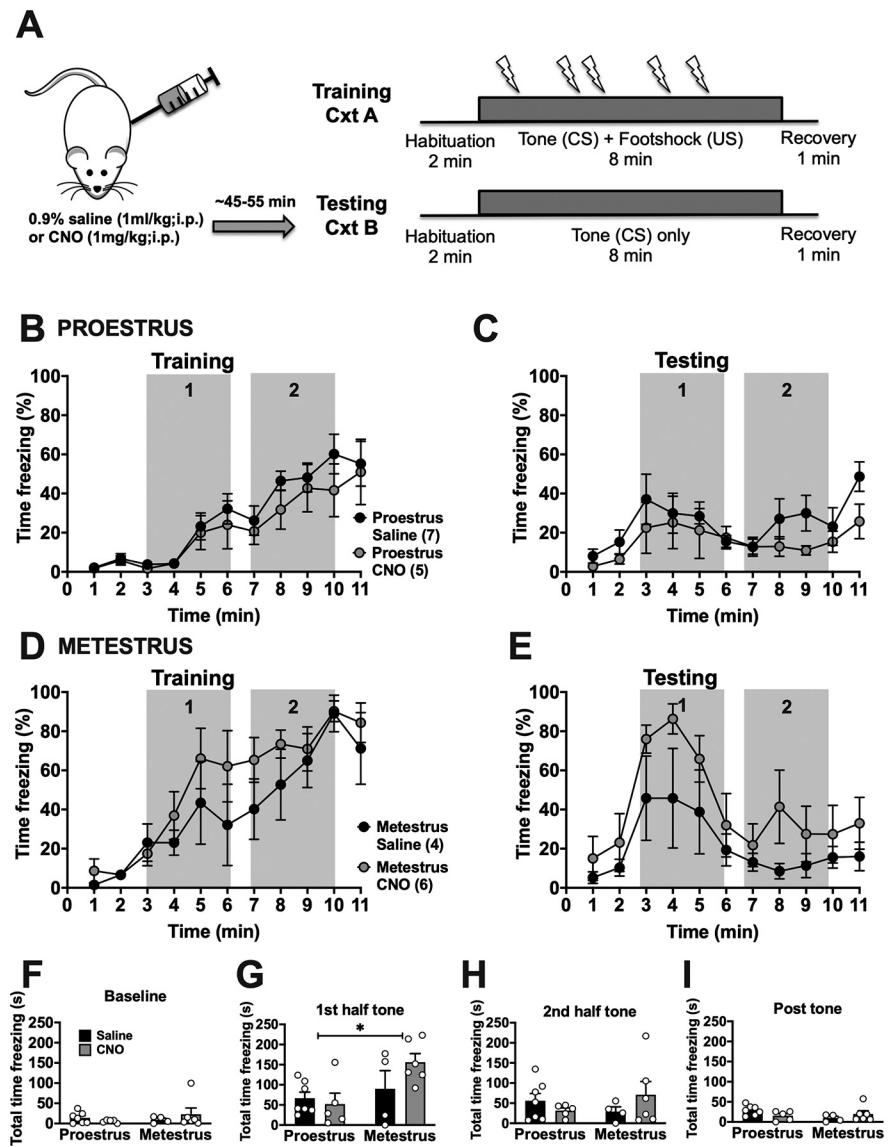 A
Training
Cxt A
Habituation
2 min
Tone (CS) + Footshock (US)
8 min
Recovery
1 min
0.9% saline (1ml/kg;i.p.)
or CNO (1mg/kg;i.p.)
~45-55 min
Testing
Cxt B
Habituation
2 min
Tone (CS) only
8 min
Recovery
1 min
B PROESTRUS
Training
1 2
Time freezing (%)
100
80
60
40
20
0
0 1 2 3 4 5 6 7 8 9 10 11
Time (min)
Proestrus
Saline (7)
Proestrus
CNO (5)
C
Testing
1 2
Time freezing (%)
100
80
60
40
20
0
0 1 2 3 4 5 6 7 8 9 10 11
Time (min)
D METESTRUS
Training
1 2
Time freezing (%)
100
80
60
40
20
0
0 1 2 3 4 5 6 7 8 9 10 11
Time (min)
Metestrus
Saline (4)
Metestrus
CNO (6)
E
Testing
1 2
Time freezing (%)
100
80
60
40
20
0
0 1 2 3 4 5 6 7 8 9 10 11
Time (min)
F
Baseline
Total time freezing (s)
250
200
150
100
50
0
Saline
CNO
Proestrus Metestrus
G
1st half tone
*
Total time freezing (s)
250
200
150
100
50
0
Proestrus Metestrus
H
2nd half tone
Total time freezing (s)
250
200
150
100
50
0
Proestrus Metestrus
I
Post tone
Total time freezing (s)
250
200
150
100
50
0
Proestrus Metestrus